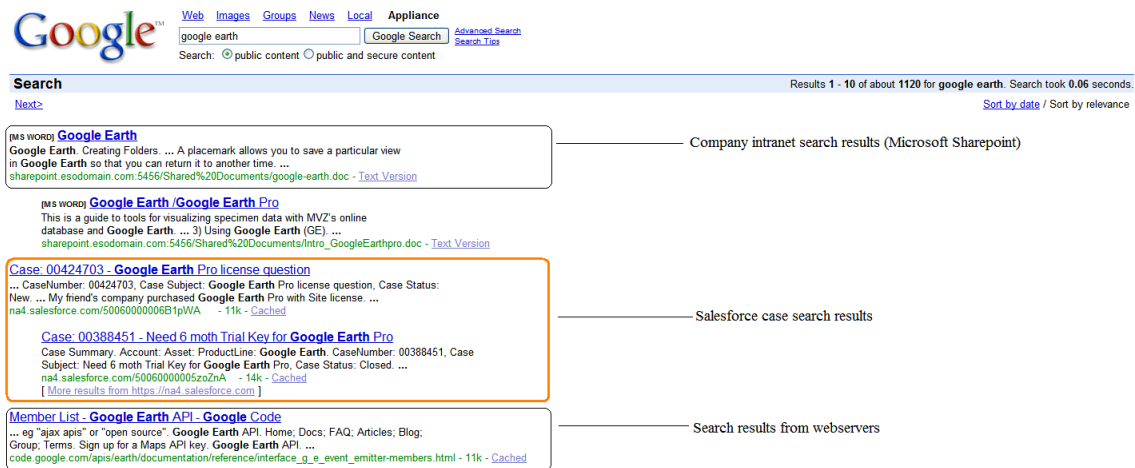 Google™
Web Images Groups News Local Appliance
google earth Google Search Advanced Search
Search Tips
Search: public content public and secure content
Search Results 1 - 10 of about 1120 for google earth. Search took 0.06 seconds.
Next> Sort by date / Sort by relevance
[MS WORD] Google Earth
Google Earth. Creating Folders. ... A placemark allows you to save a particular view
in Google Earth so that you can return it to another time. ...
sharepoint.esodomain.com:5456/Shared%20Documents/google-earth.doc - Text Version
Company intranet search results (Microsoft Sharepoint)
[MS WORD] Google Earth /Google Earth Pro
This is a guide to tools for visualizing specimen data with MVZ's online
database and Google Earth. ... 3) Using Google Earth (GE). ...
sharepoint.esodomain.com:5456/Shared%20Documents/Intro_GoogleEarthpro.doc - Text Version
Case: 00424703 - Google Earth Pro license question
... CaseNumber: 00424703, Case Subject: Google Earth Pro license question, Case Status:
New. ... My friend's company purchased Google Earth Pro with Site license. ...
na4.salesforce.com/50060000006B1pWA - 11k - Cached
Salesforce case search results
Case: 00388451 - Need 6 moth Trial Key for Google Earth Pro
Case Summary. Account: Asset: ProductLine: Google Earth. CaseNumber: 00388451, Case
Subject: Need 6 moth Trial Key for Google Earth Pro, Case Status: Closed. ...
na4.salesforce.com/50060000005zoZnA - 14k - Cached
[ More results from https://na4.salesforce.com ]
Member List - Google Earth API - Google Code
... eg "ajax apis" or "open source". Google Earth API. Home; Docs; FAQ; Articles; Blog;
Group; Terms. Sign up for a Maps API key. Google Earth API. ...
code.google.com/apis/earth/documentation/reference/interface_g_e_event_emitter-members.html - 11k - Cached
Search results from webservers